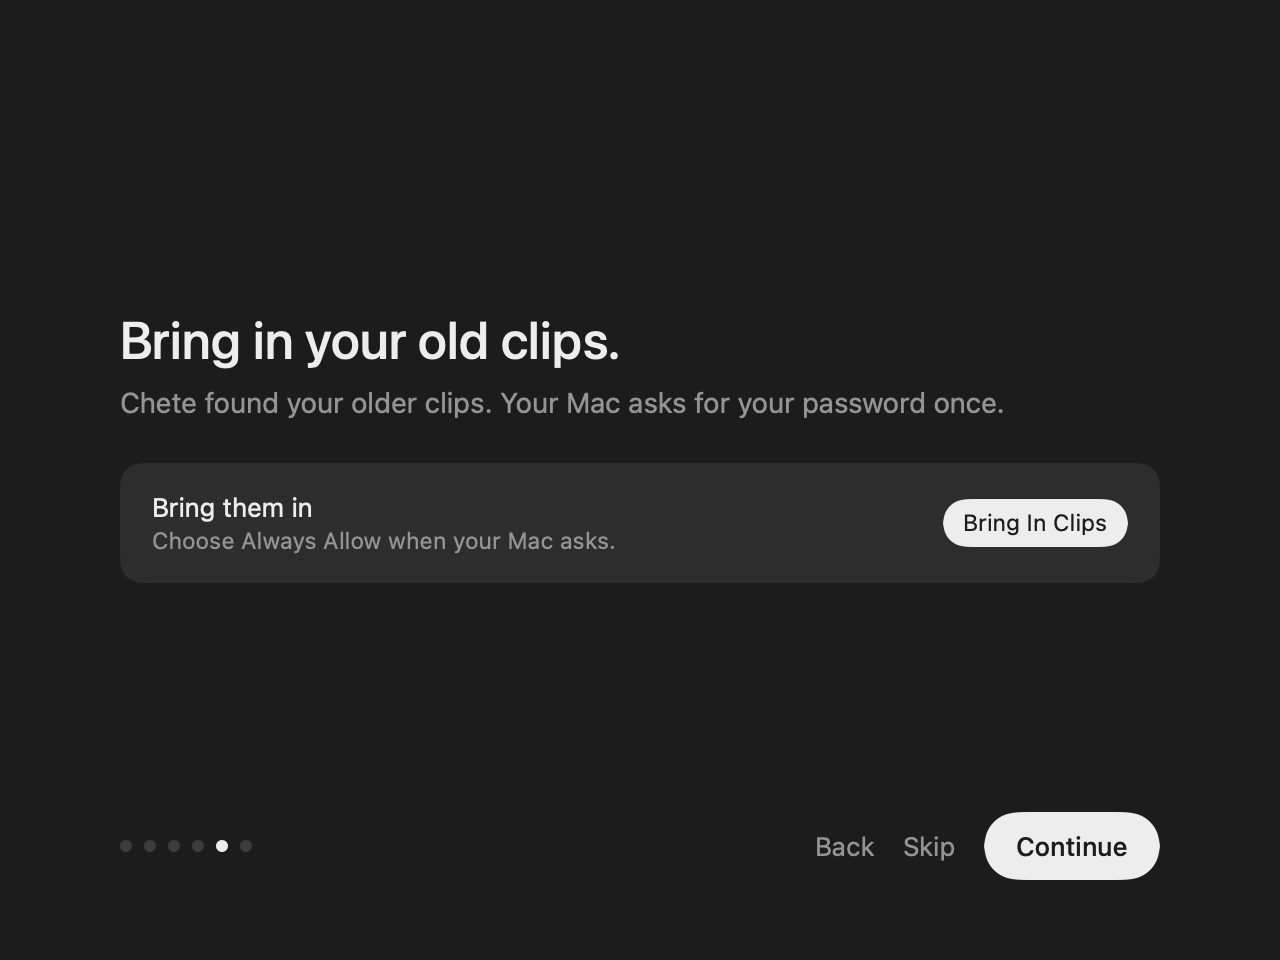 Bring in your old clips.
Chete found your older clips. Your Mac asks for your password once.
Bring them in
Choose Always Allow when your Mac asks.
Bring In Clips
Back
Skip
Continue